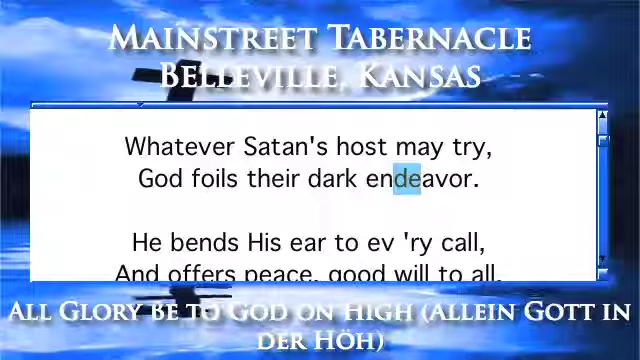 MAINSTREET TABERNACLE
BELLEVILLE, KANSAS
Whatever Satan's host may try,
God foils their dark endeavor.
He bends His ear to ev 'ry call,
And offers peace, good will to all,
ALL GLORY BE TO GOD ON HIGH (ALLEIN GOTT IN
DER HÖH)